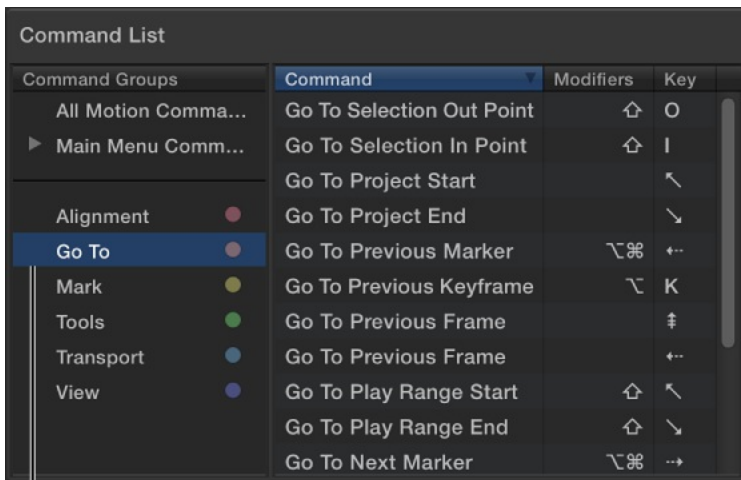 Command List
Command Groups
All Motion Comma...
Main Menu Comm...
Alignment
Go To
Mark
Tools
Transport
View
Command Modifiers Key
Go To Selection Out Point ⇧ O
Go To Selection In Point ⇧ I
Go To Project Start ↖
Go To Project End ↘
Go To Previous Marker ⌥⌘ ⇠
Go To Previous Keyframe ⌥ K
Go To Previous Frame ⇞
Go To Previous Frame ⇠
Go To Play Range Start ⇧ ↖
Go To Play Range End ⇧ ↘
Go To Next Marker ⌥⌘ ⇢